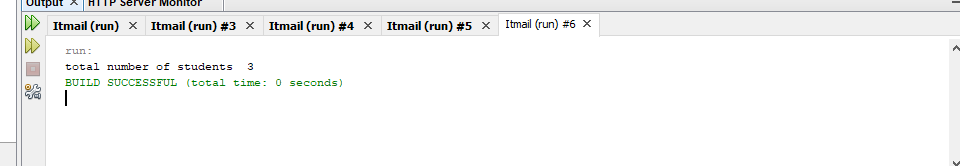 Output × HTTP Server Monitor
Itmail (run) × Itmail (run) #3 × Itmail (run) #4 × Itmail (run) #5 × Itmail (run) #6 ×
run:
total number of students  3
BUILD SUCCESSFUL (total time: 0 seconds)